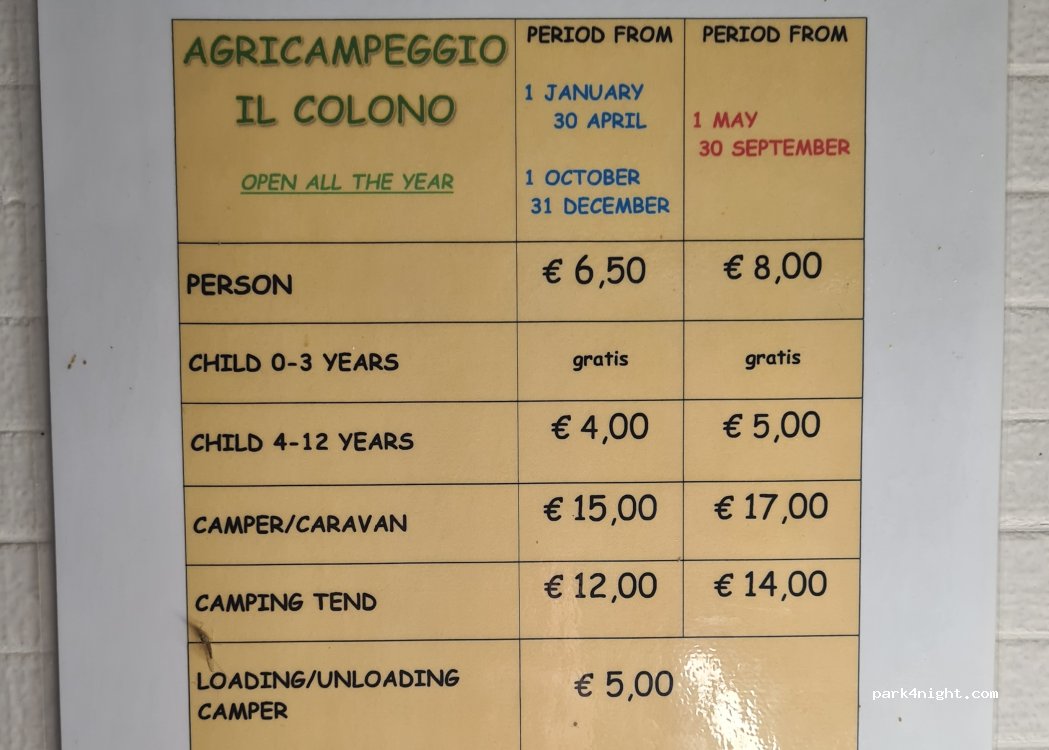 AGRICAMPEGGIO
IL COLONO
OPEN ALL THE YEAR
PERIOD FROM
1 JANUARY
30 APRIL
1 OCTOBER
31 DECEMBER
PERIOD FROM
1 MAY
30 SEPTEMBER
PERSON € 6,50 € 8,00
CHILD 0-3 YEARS gratis gratis
CHILD 4-12 YEARS € 4,00 € 5,00
CAMPER/CARAVAN € 15,00 € 17,00
CAMPING TEND € 12,00 € 14,00
LOADING/UNLOADING
CAMPER
€ 5,00
park4night.com